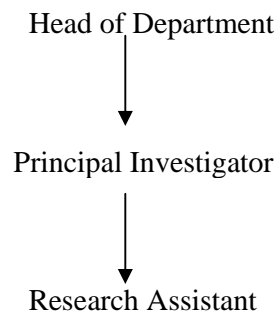 Head of Department
Principal Investigator
Research Assistant